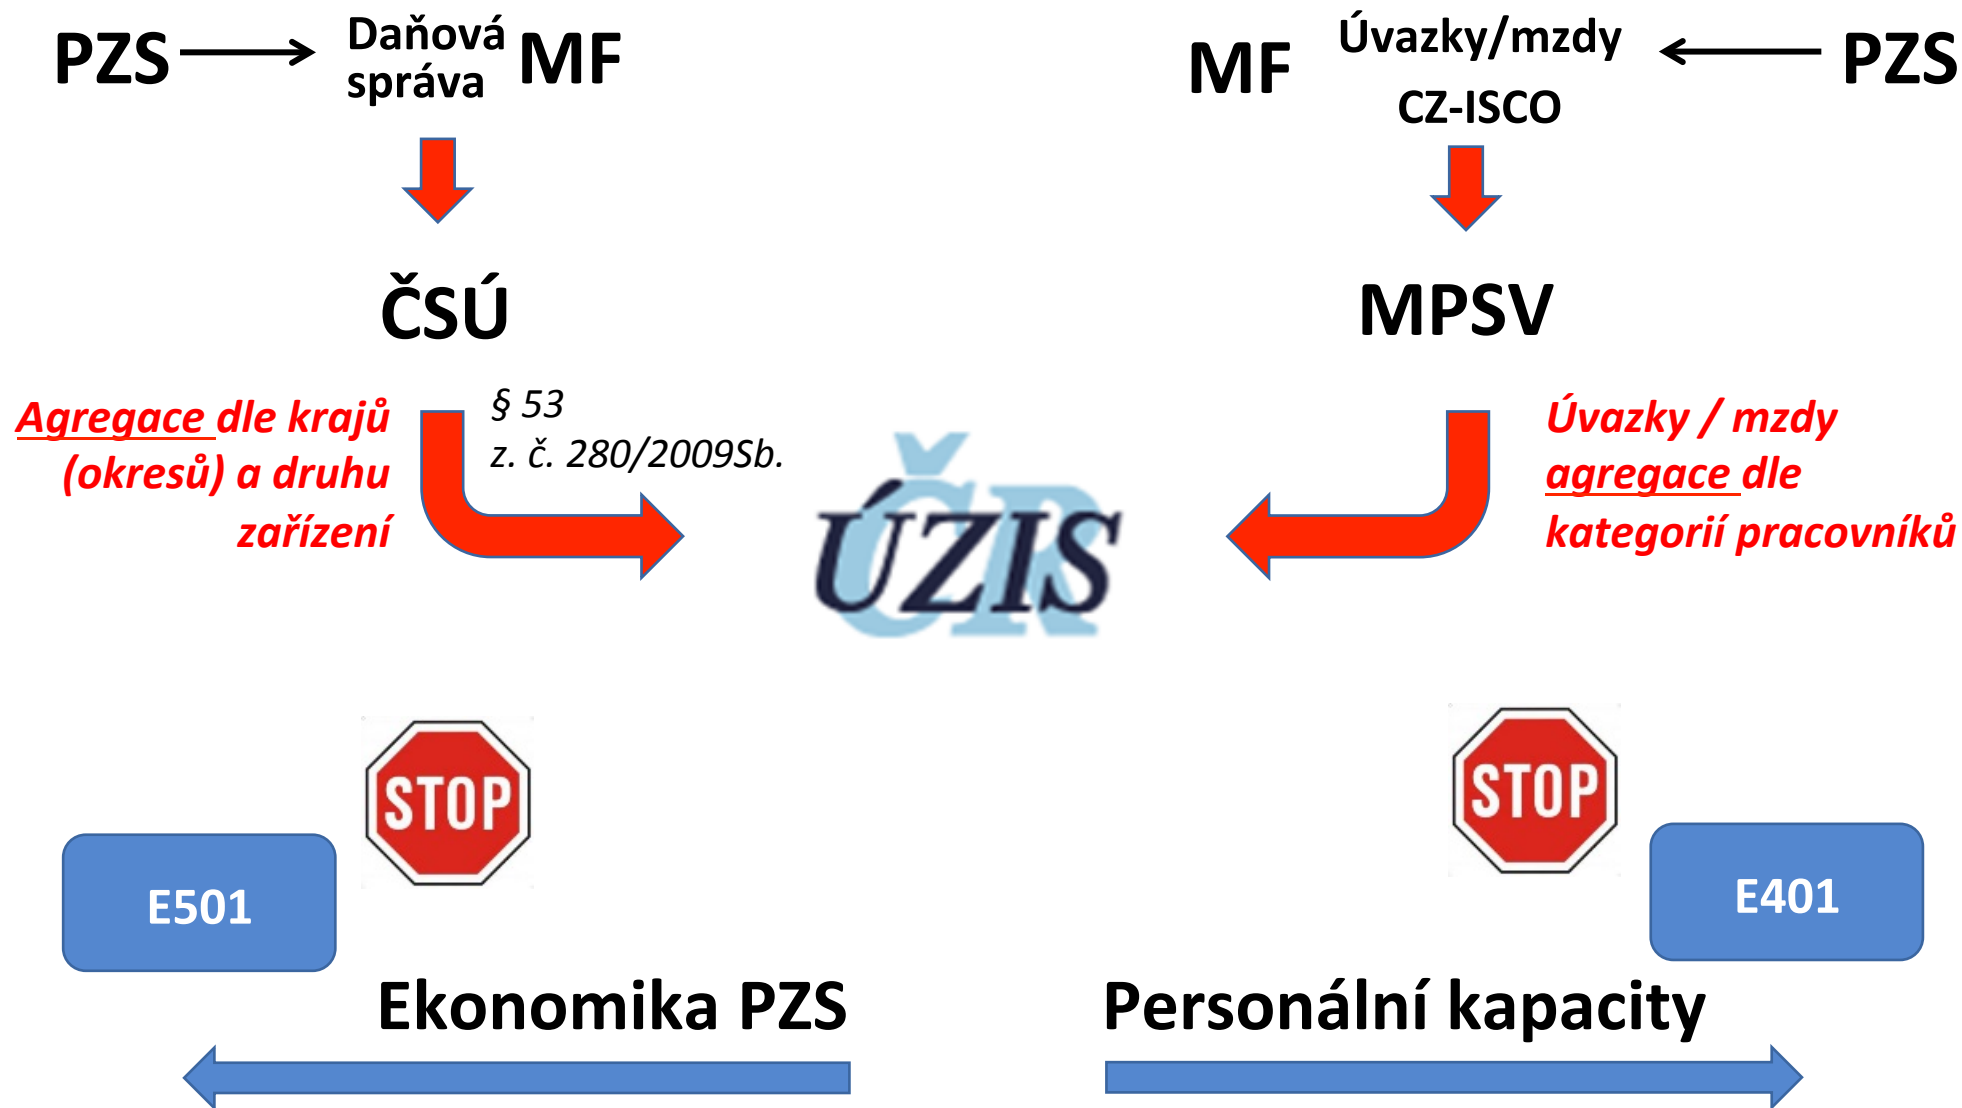 PZS
Daňová
správa
MF
MF
Úvazky/mzdy
CZ-ISCO
PZS
ČSÚ
MPSV
Agregace dle krajů
(okresů) a druhu
zařízení
§ 53
z. č. 280/2009Sb.
ČR
ÚZIS
Úvazky / mzdy
agregace dle
kategorií pracovníků
STOP
STOP
E501
E401
Ekonomika PZS
Personální kapacity